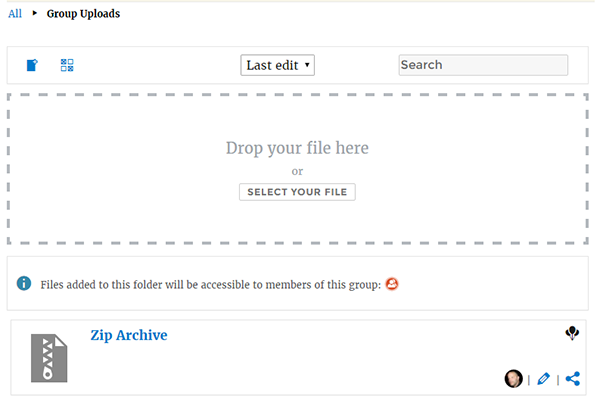 All ▸ Group Uploads
Last edit ▾ Search
Drop your file here
or
SELECT YOUR FILE
Files added to this folder will be accessible to members of this group:
Zip Archive
| |